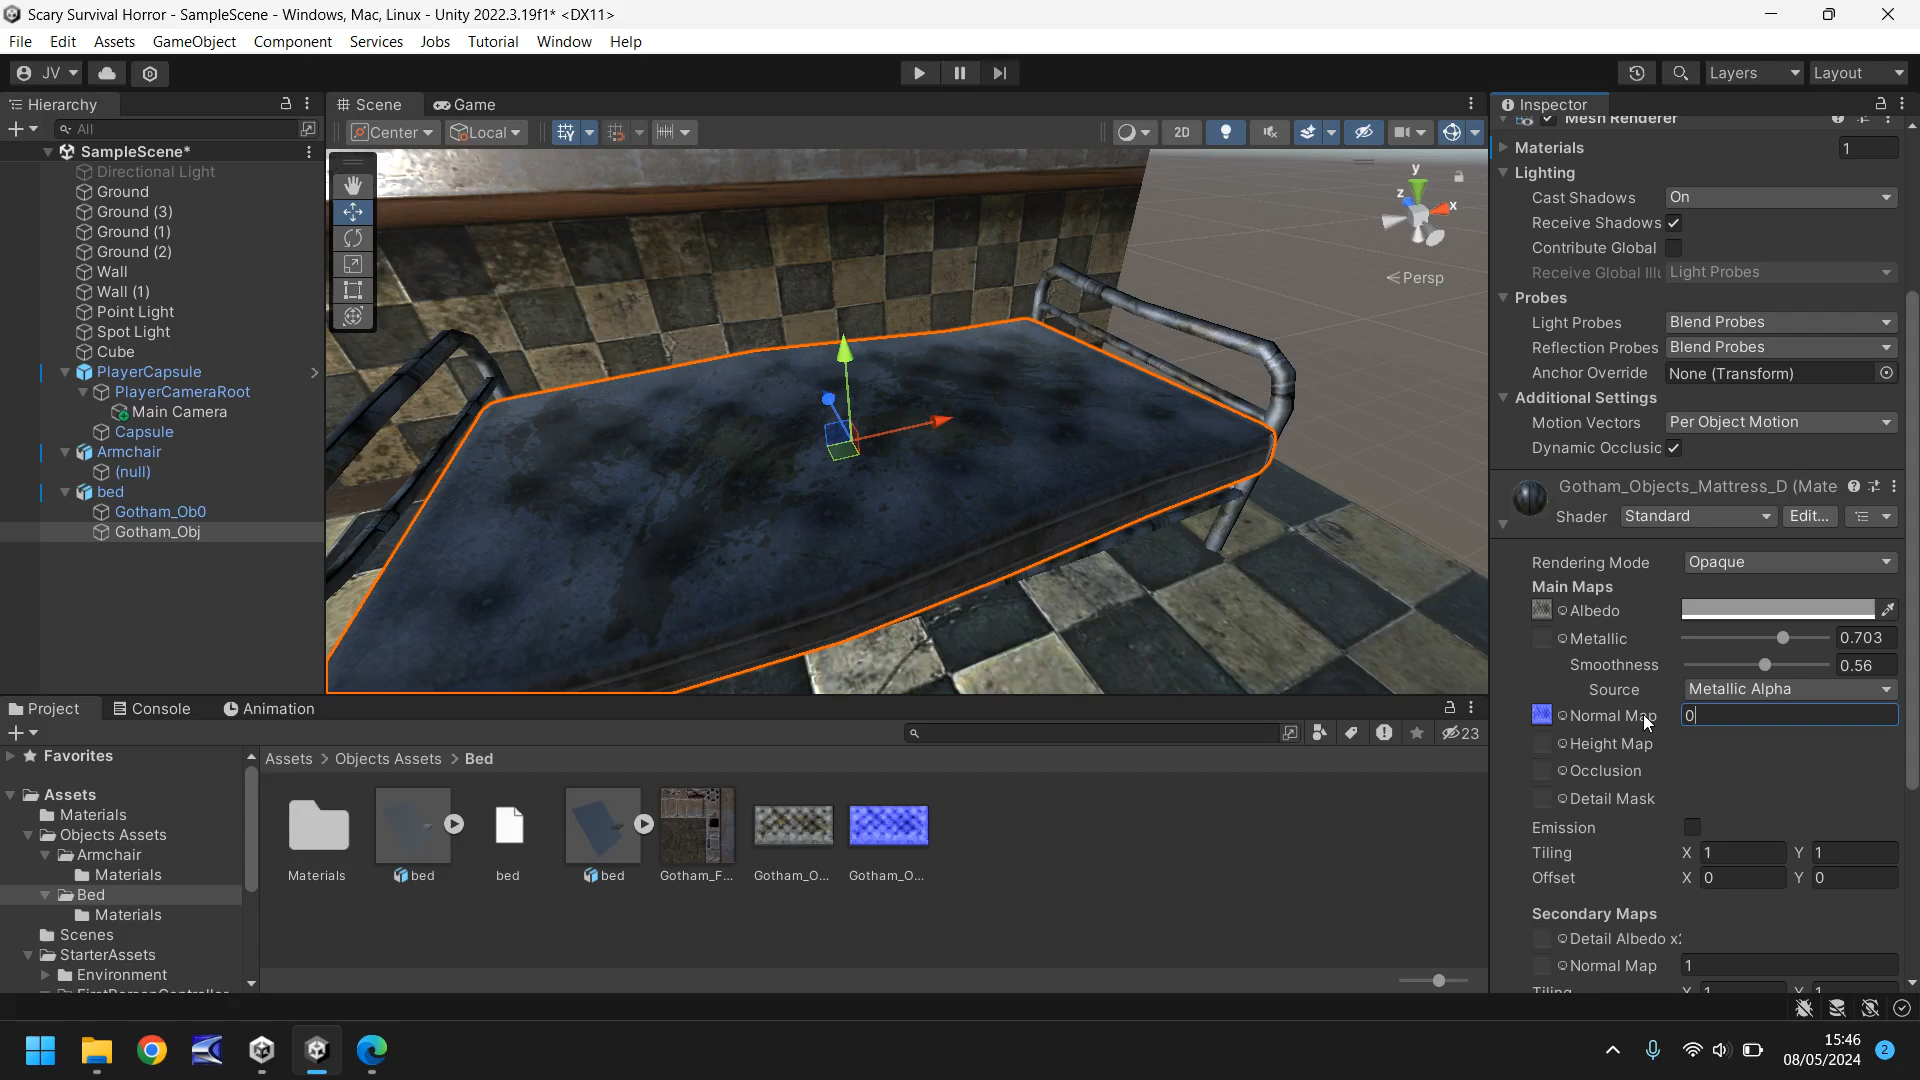 Scary Survival Horror - SampleScene - Windows, Mac, Linux - Unity 2022.3.19f1* <DX11>
File Edit Assets GameObject Component Services Jobs Tutorial Window Help
JV Layers Layout
Hierarchy
All
SampleScene*
Directional Light
Ground
Ground (3)
Ground (1)
Ground (2)
Wall
Wall (1)
Point Light
Spot Light
Cube
PlayerCapsule
PlayerCameraRoot
Main Camera
Capsule
Armchair
(null)
bed
Gotham_Ob0
Gotham_Obj
Scene Game
Center Local 2D
y
z
x
Persp
Inspector
Mesh Renderer
Materials 1
Lighting
Cast Shadows On
Receive Shadows
Contribute Global
Receive Global Illu Light Probes
Probes
Light Probes Blend Probes
Reflection Probes Blend Probes
Anchor Override None (Transform)
Additional Settings
Motion Vectors Per Object Motion
Dynamic Occlusic
Gotham_Objects_Mattress_D (Mate
Shader Standard Edit...
Rendering Mode Opaque
Main Maps
Albedo
Metallic 0.703
Smoothness 0.56
Source Metallic Alpha
Normal Map 0
Height Map
Occlusion
Detail Mask
Emission
Tiling X 1 Y 1
Offset X 0 Y 0
Secondary Maps
Detail Albedo x2
Normal Map 1
Tiling X 1 Y 1
Project Console Animation
23
Favorites
Assets
Materials
Objects Assets
Armchair
Materials
Bed
Materials
Scenes
StarterAssets
Environment
FirstPersonController
Assets > Objects Assets > Bed
Materials bed bed bed Gotham_F... Gotham_O... Gotham_O...
15:46
08/05/2024
2